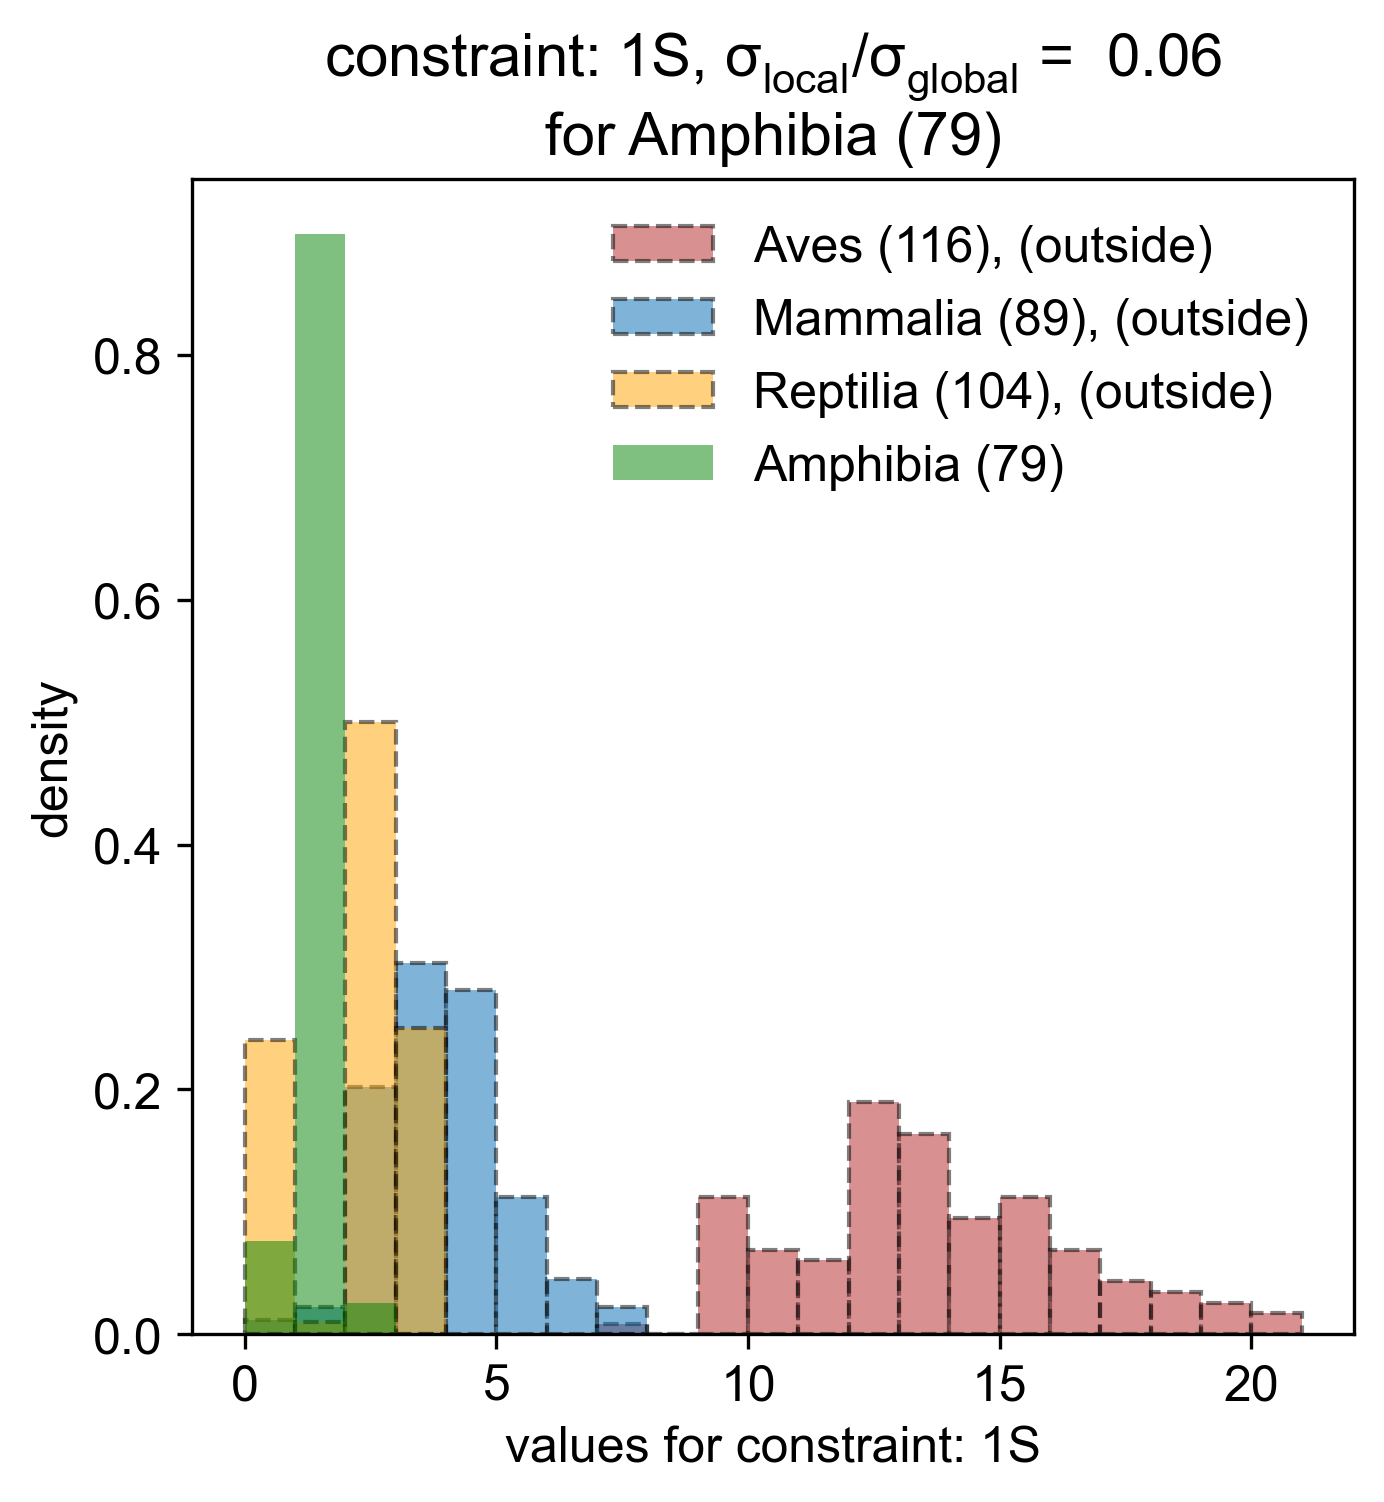 constraint: 1S, σlocal/σglobal = 0.06
for Amphibia (79)
Aves (116), (outside)
Mammalia (89), (outside)
Reptilia (104), (outside)
Amphibia (79)
0.8
0.6
0.4
0.2
0.0
density
0 5 10 15 20
values for constraint: 1S